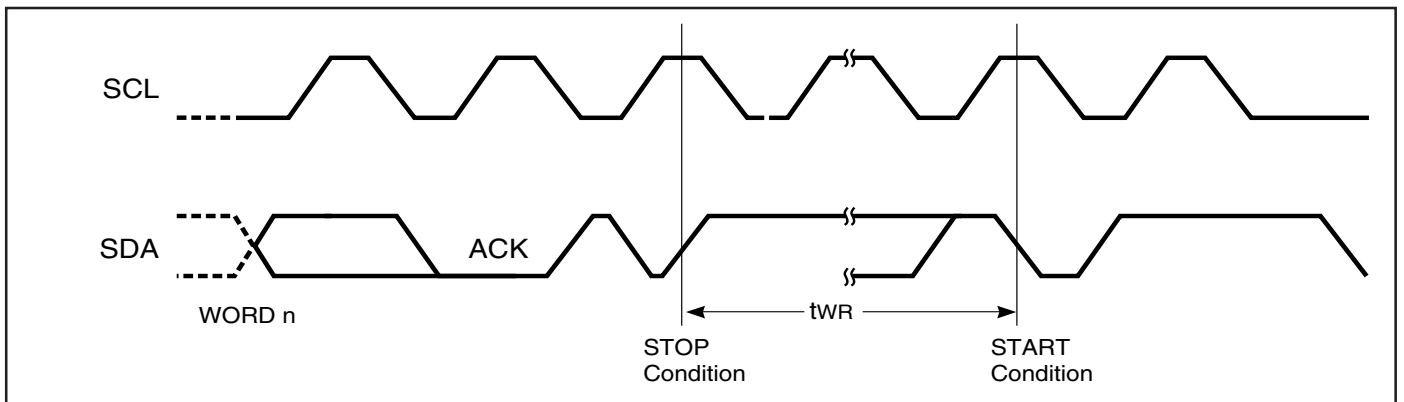 SCL
SDA
ACK
WORD n
tWR
STOP
Condition
START
Condition